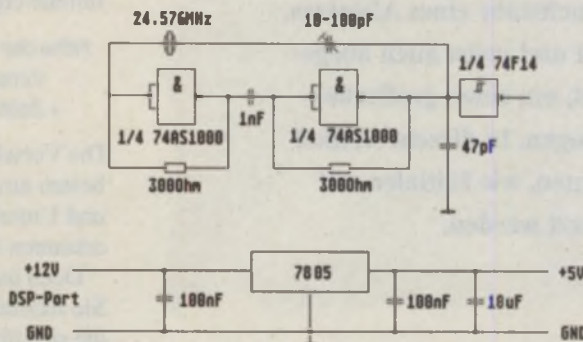 24.576MHz
10-100pF
&
&
1/4 74F14
1nF
1/4 74AS1000
1/4 74AS1000
47pF
300Ohm
300Ohm
+12V
7805
+5V
DSP-Port
100nF
100nF
10uF
GND
GND